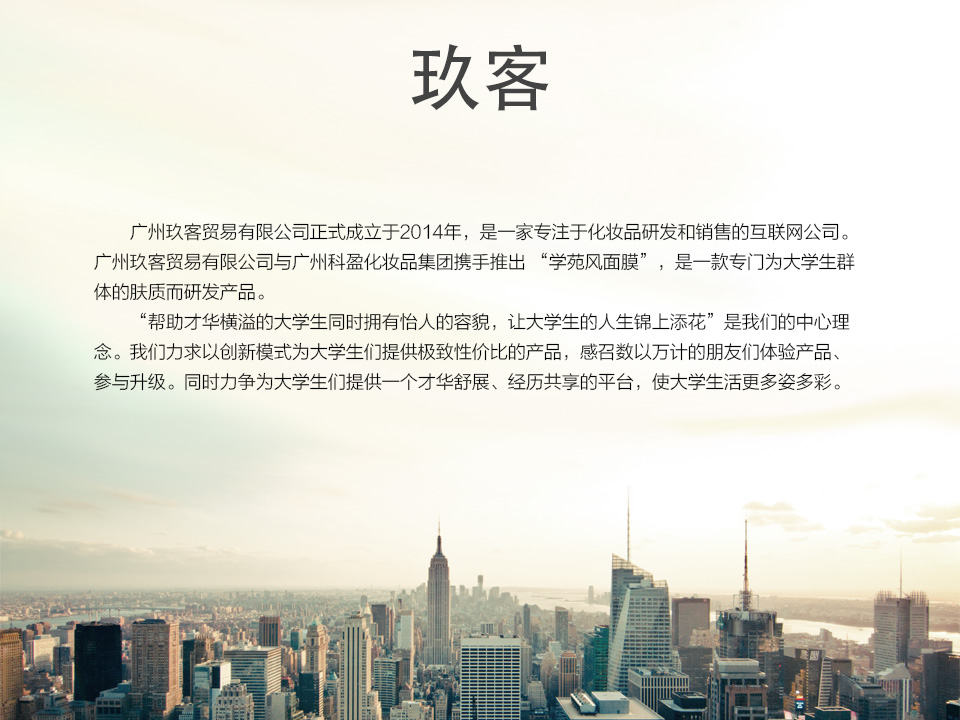 玖客
广州玖客贸易有限公司正式成立于2014年，是一家专注于化妆品研发和销售的互联网公司。
广州玖客贸易有限公司与广州科盈化妆品集团携手推出 “学苑风面膜” ，是一款专门为大学生群
体的肤质而研发产品。
“帮助才华横溢的大学生同时拥有怡人的容貌，让大学生的人生锦上添花”是我们的中心理
念。我们力求以创新模式为大学生们提供极致性价比的产品，感召数以万计的朋友们体验产品、
参与升级。同时力争为大学生们提供一个才华舒展、经历共享的平台，使大学生活更多姿多彩。